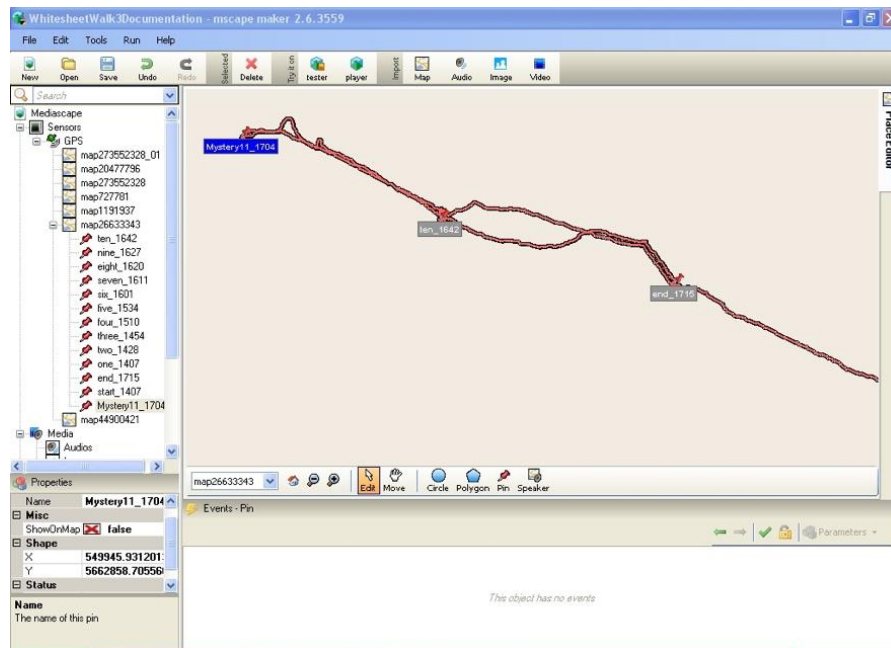 WhitesheetWalk3Documentation - mscape maker 2.6.3559
File Edit Tools Run Help
New Open Save Undo Redo Selected Delete Try it on tester player Import Map Audio Image Video
Search
Mediascape
Sensors
GPS
map273552328_01
map20477796
map273552328
map727781
map1191937
map26633343
ten_1642
nine_1627
eight_1620
seven_1611
six_1601
five_1534
four_1510
three_1454
two_1428
one_1407
end_1715
start_1407
Mystery11_1704
map44900421
Media
Audios
Mystery11_1704
ten_1642
end_1715
Place Editor
map26633343 Edit Move Circle Polygon Pin Speaker
Properties
Name Mystery11_1704
Misc
ShowOnMap false
Shape
X 549945.931201
Y 5662858.70556
Status
Name
The name of this pin
Events - Pin
Parameters
This object has no events